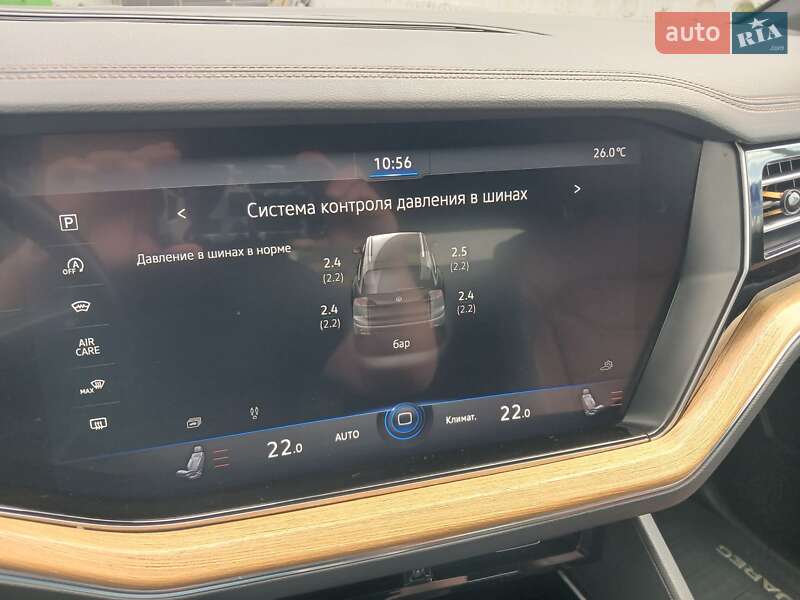 auto RIA .com
10:56
26.0°C
< Система контроля давления в шинах >
P
Давление в шинах в норме
2.4
(2.2)
2.5
(2.2)
OFF
2.4
(2.2)
2.4
(2.2)
AIR
CARE
бар
MAX
22.0
AUTO
Климат.
22.0